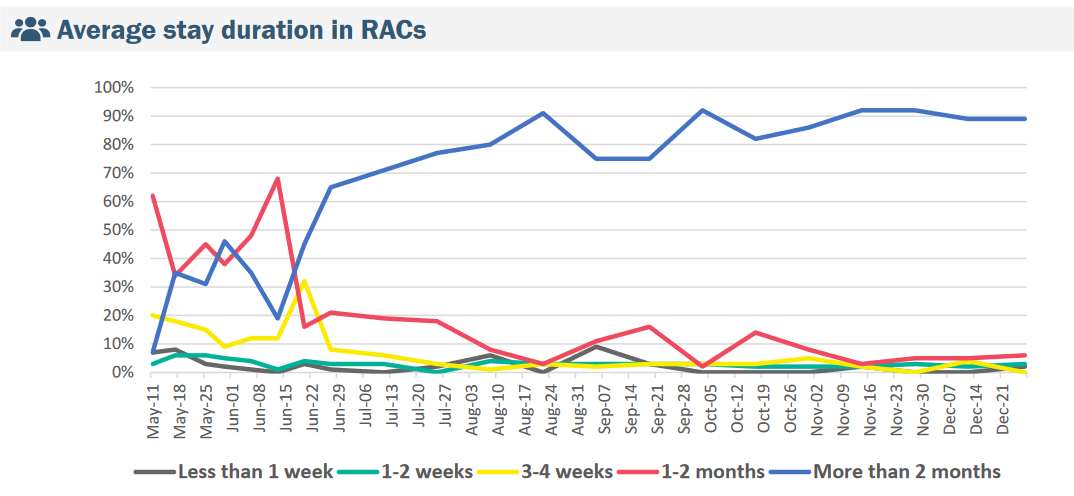 Average stay duration in RACs
100%
90%
80%
70%
60%
50%
40%
30%
20%
10%
0%
May-11
May-18
May-25
Jun-01
Jun-08
Jun-15
Jun-22
Jun-29
Jul-06
Jul-13
Jul-20
Jul-27
Aug-03
Aug-10
Aug-17
Aug-24
Aug-31
Sep-07
Sep-14
Sep-21
Sep-28
Oct-05
Oct-12
Oct-19
Oct-26
Nov-02
Nov-09
Nov-16
Nov-23
Nov-30
Dec-07
Dec-14
Dec-21
Less than 1 week 1-2 weeks 3-4 weeks 1-2 months More than 2 months